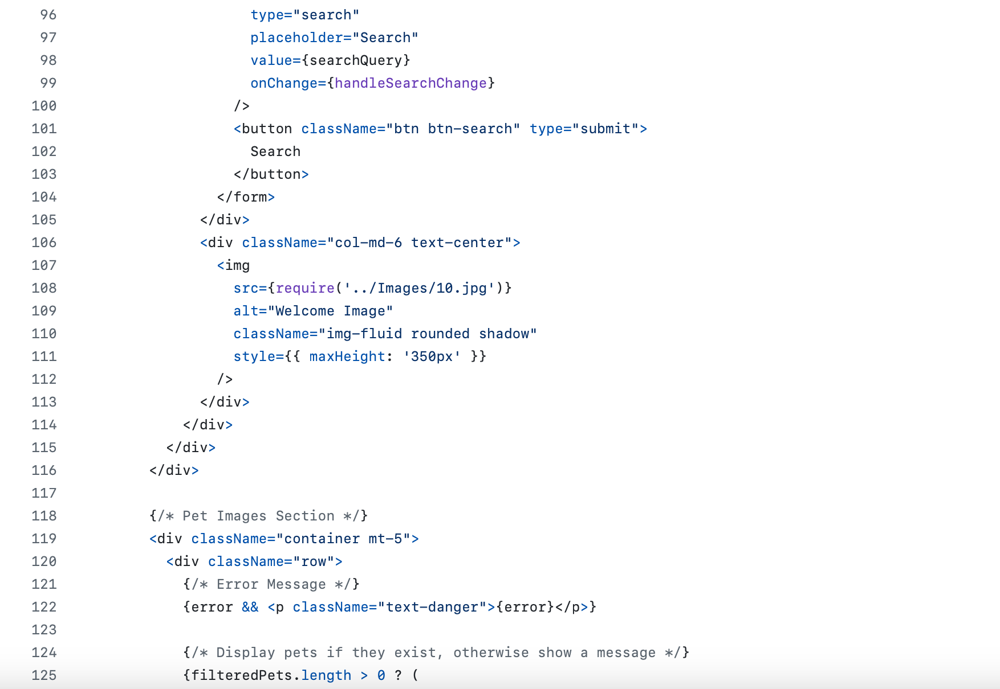 96 type="search"
97 placeholder="Search"
98 value={searchQuery}
99 onChange={handleSearchChange}
100 />
101 <button className="btn btn-search" type="submit">
102 Search
103 </button>
104 </form>
105 </div>
106 <div className="col-md-6 text-center">
107 <img
108 src={require('../Images/10.jpg')}
109 alt="Welcome Image"
110 className="img-fluid rounded shadow"
111 style={{ maxHeight: '350px' }}
112 />
113 </div>
114 </div>
115 </div>
116 </div>
117
118 {/* Pet Images Section */}
119 <div className="container mt-5">
120 <div className="row">
121 {/* Error Message */}
122 {error && <p className="text-danger">{error}</p>}
123
124 {/* Display pets if they exist, otherwise show a message */}
125 {filteredPets.length > 0 ? (